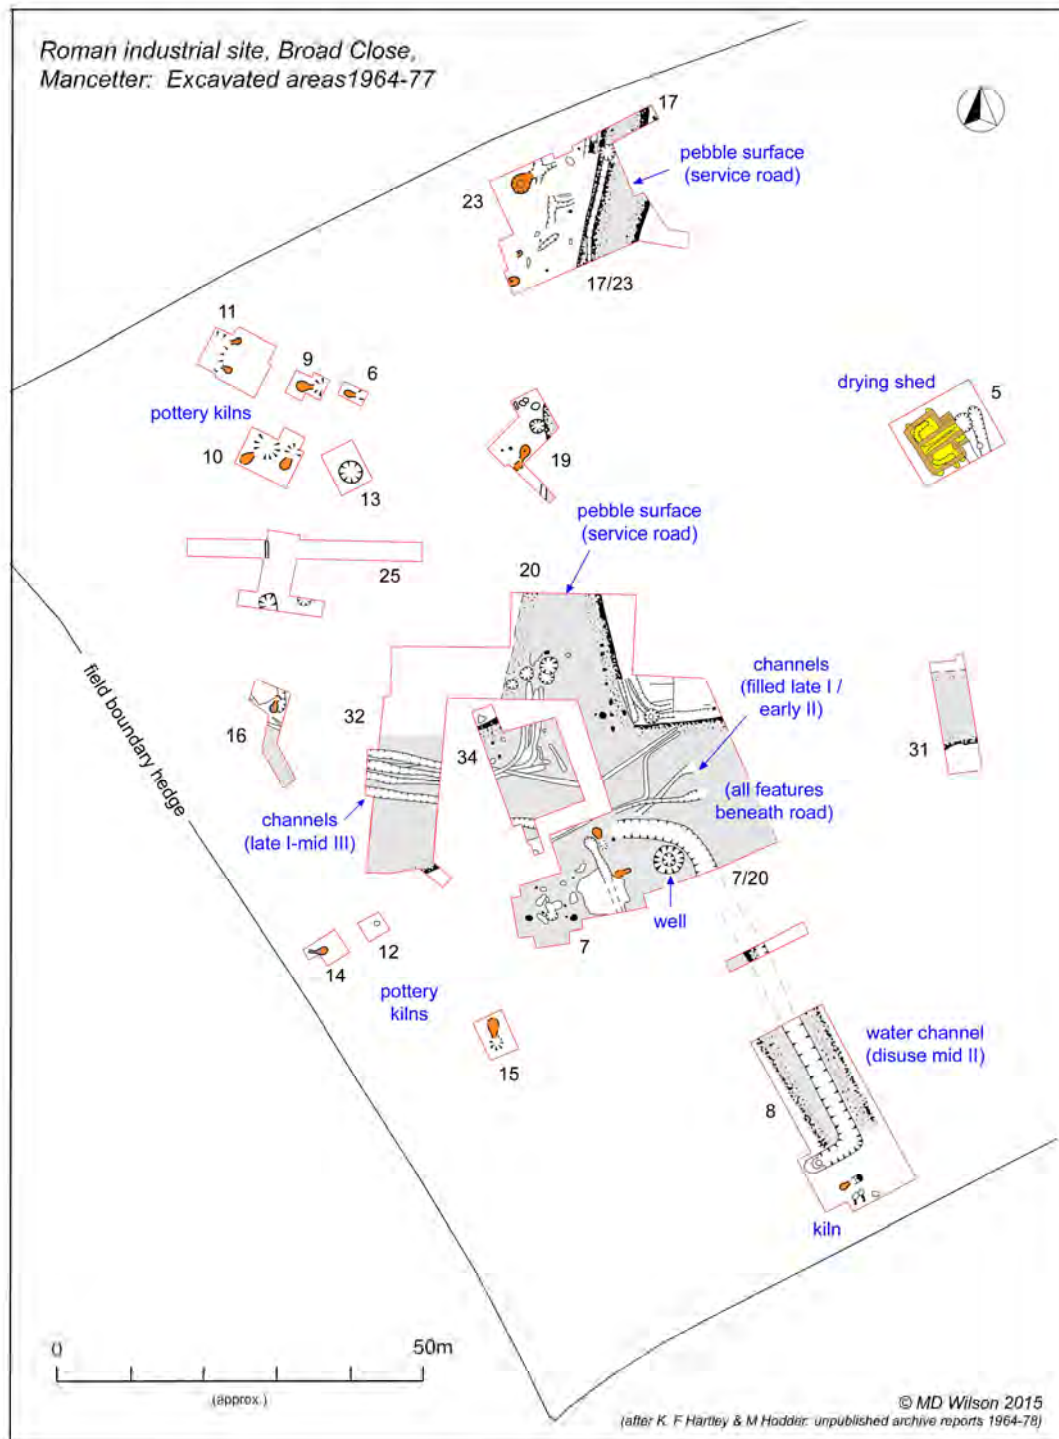 Roman industrial site, Broad Close,
Mancetter: Excavated areas1964-77
17
pebble surface
(service road)
23
17/23
11
9
6
pottery kilns
10
13
19
drying shed
5
pebble surface
(service road)
20
25
channels
(filled late I /
early II)
32
34
16
31
(all features
beneath road)
channels
(late I-mid III)
field boundary hedge
7/20
well
7
12
14
pottery
kilns
15
water channel
(disuse mid II)
8
kiln
0
50m
(approx.)
© MD Wilson 2015
(after K. F Hartley & M Hodder: unpublished archive reports 1964-78)